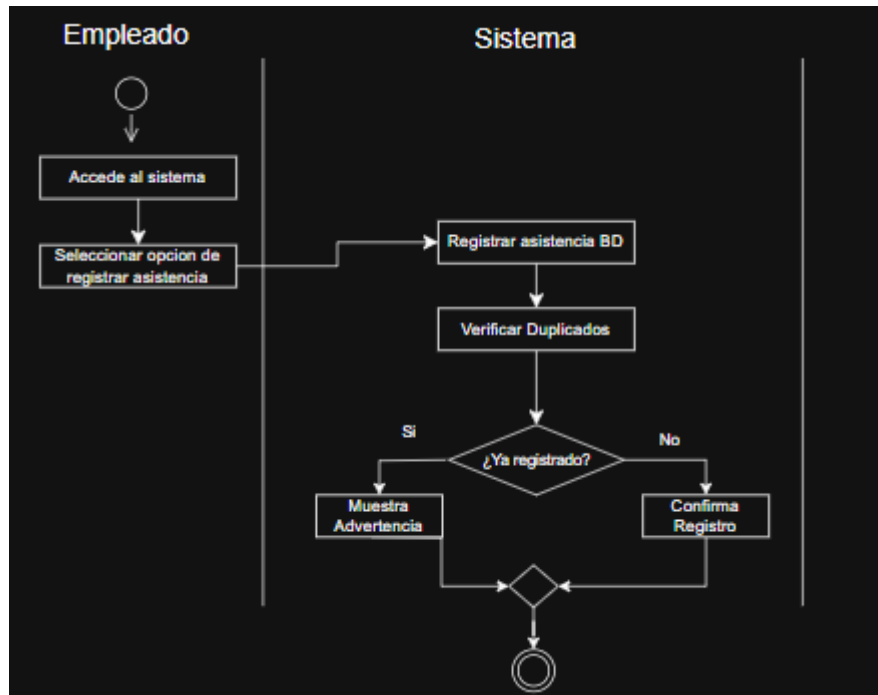 Empleado
Sistema
Accede al sistema
Seleccionar opcion de
registrar asistencia
Registrar asistencia BD
Verificar Duplicados
Si
¿Ya registrado?
No
Muestra
Advertencia
Confirma
Registro